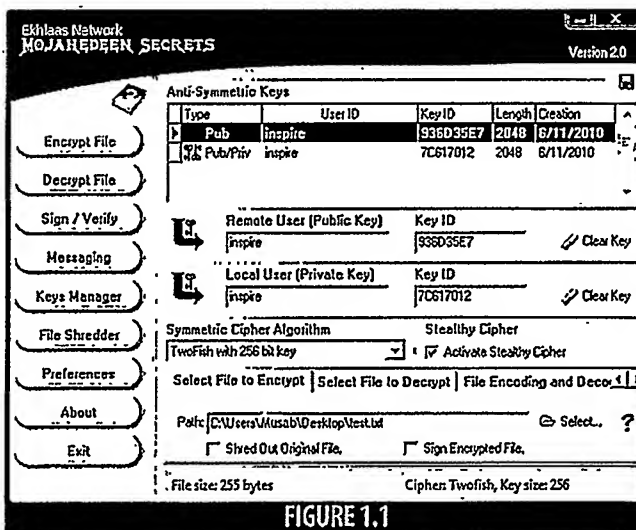 Ekhlaas Network
MOJAHEDEEN SECRETS
Version 2.0
Anti-Symmetric Keys
Type User ID Key ID Length Creation
Pub inspire 936D35E7 2048 6/11/2010
Pub/Priv inspire 7C617012 2048 6/11/2010
Encrypt File
Decrypt File
Sign / Verify
Messaging
Keys Manager
File Shredder
Preferences
About
Exit
Remote User (Public Key) Key ID
inspire 936D35E7 Clear Key
Local User (Private Key) Key ID
inspire 7C617012 Clear Key
Symmetric Cipher Algorithm Stealthy Cipher
TwoFish with 256 bit key Activate Stealthy Cipher
Select File to Encrypt Select File to Decrypt File Encoding and
Path: C:\Users\Musab\Desktop\test.txt Select... ?
Shred Out Original File. Sign Encrypted File.
File size: 255 bytes Cipher: Twofish, Key size: 256
FIGURE 1.1